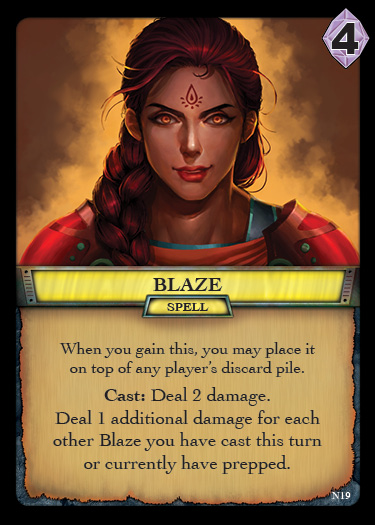 4
BLAZE
SPELL
When you gain this, you may place it
on top of any player's discard pile.
Cast: Deal 2 damage.
Deal 1 additional damage for each
other Blaze you have cast this turn
or currently have prepped.
N19